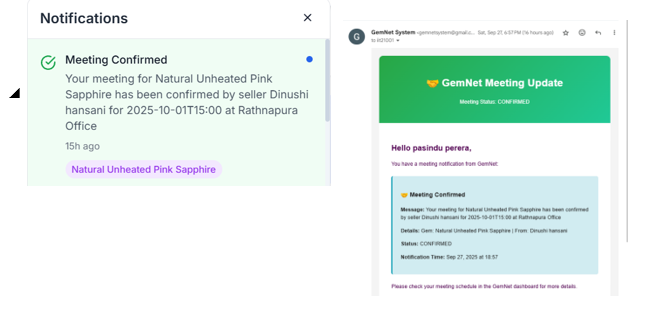 Notifications
Meeting Confirmed
Your meeting for Natural Unheated Pink
Sapphire has been confirmed by seller Dinushi
hansani for 2025-10-01T15:00 at Rathnapura
Office
15h ago
Natural Unheated Pink Sapphire
G
GemNet System <gemnetsystem@gmail.c... Sat, Sep 27, 6:57PM (16 hours ago)
GemNet Meeting Update
Meeting Status: CONFIRMED
Hello pasindu perera,
You have a meeting notification from GemNet:
Meeting Confirmed
Message: Your meeting for Natural Unheated Pink Sapphire has been confirmed
by seller Dinushi hansani for 2025-10-01T15:00 at Rathnapura Office
Details: Gem: Natural Unheated Pink Sapphire | From: Dinushi hansani
Status: CONFIRMED
Notification Time: Sep 27, 2025 at 18:57
Please check your meeting schedule in the GemNet dashboard for more details.